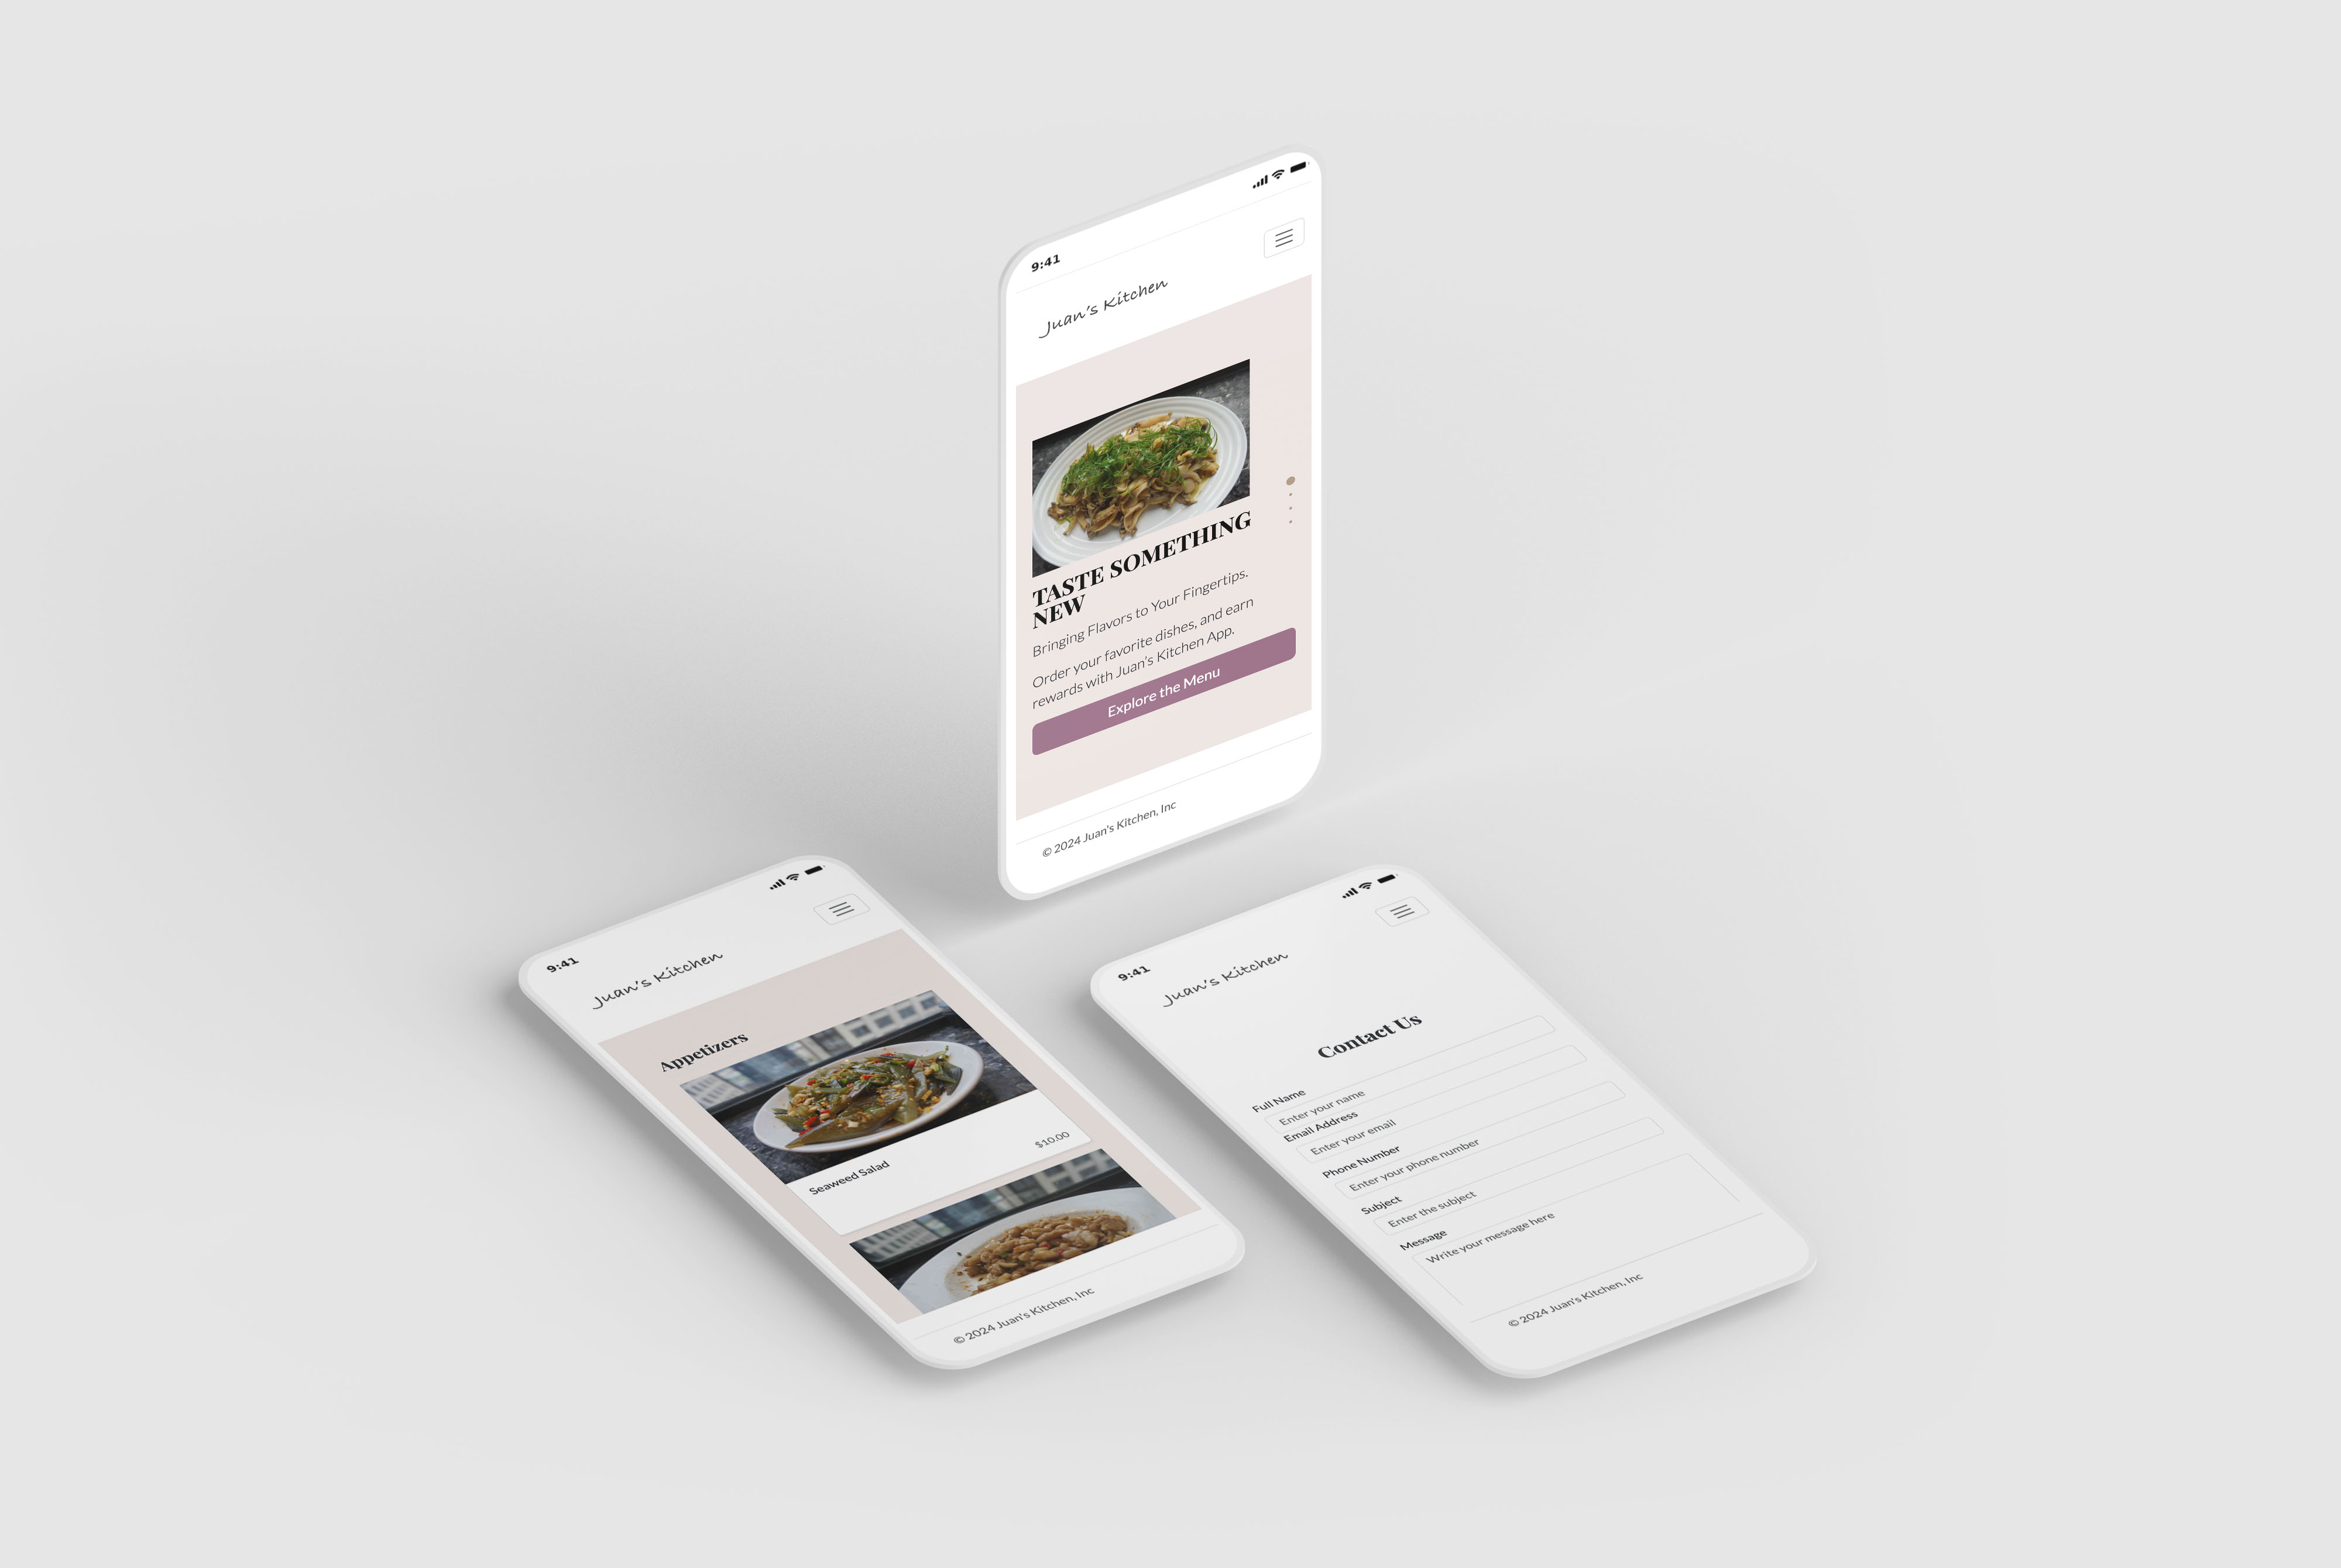 9:41
Juan's Kitchen
TASTE SOMETHING
NEW
Bringing Flavors to Your Fingertips.
Order your favorite dishes, and earn
rewards with Juan's Kitchen App.
Explore the Menu
© 2024 Juan's Kitchen, Inc
9:41
Juan's Kitchen
Appetizers
Seaweed Salad
$10.00
© 2024 Juan's Kitchen, Inc
9:41
Juan's Kitchen
Contact Us
Full Name
Enter your name
Email Address
Enter your email
Phone Number
Enter your phone number
Subject
Enter the subject
Message
Write your message here
© 2024 Juan's Kitchen, Inc